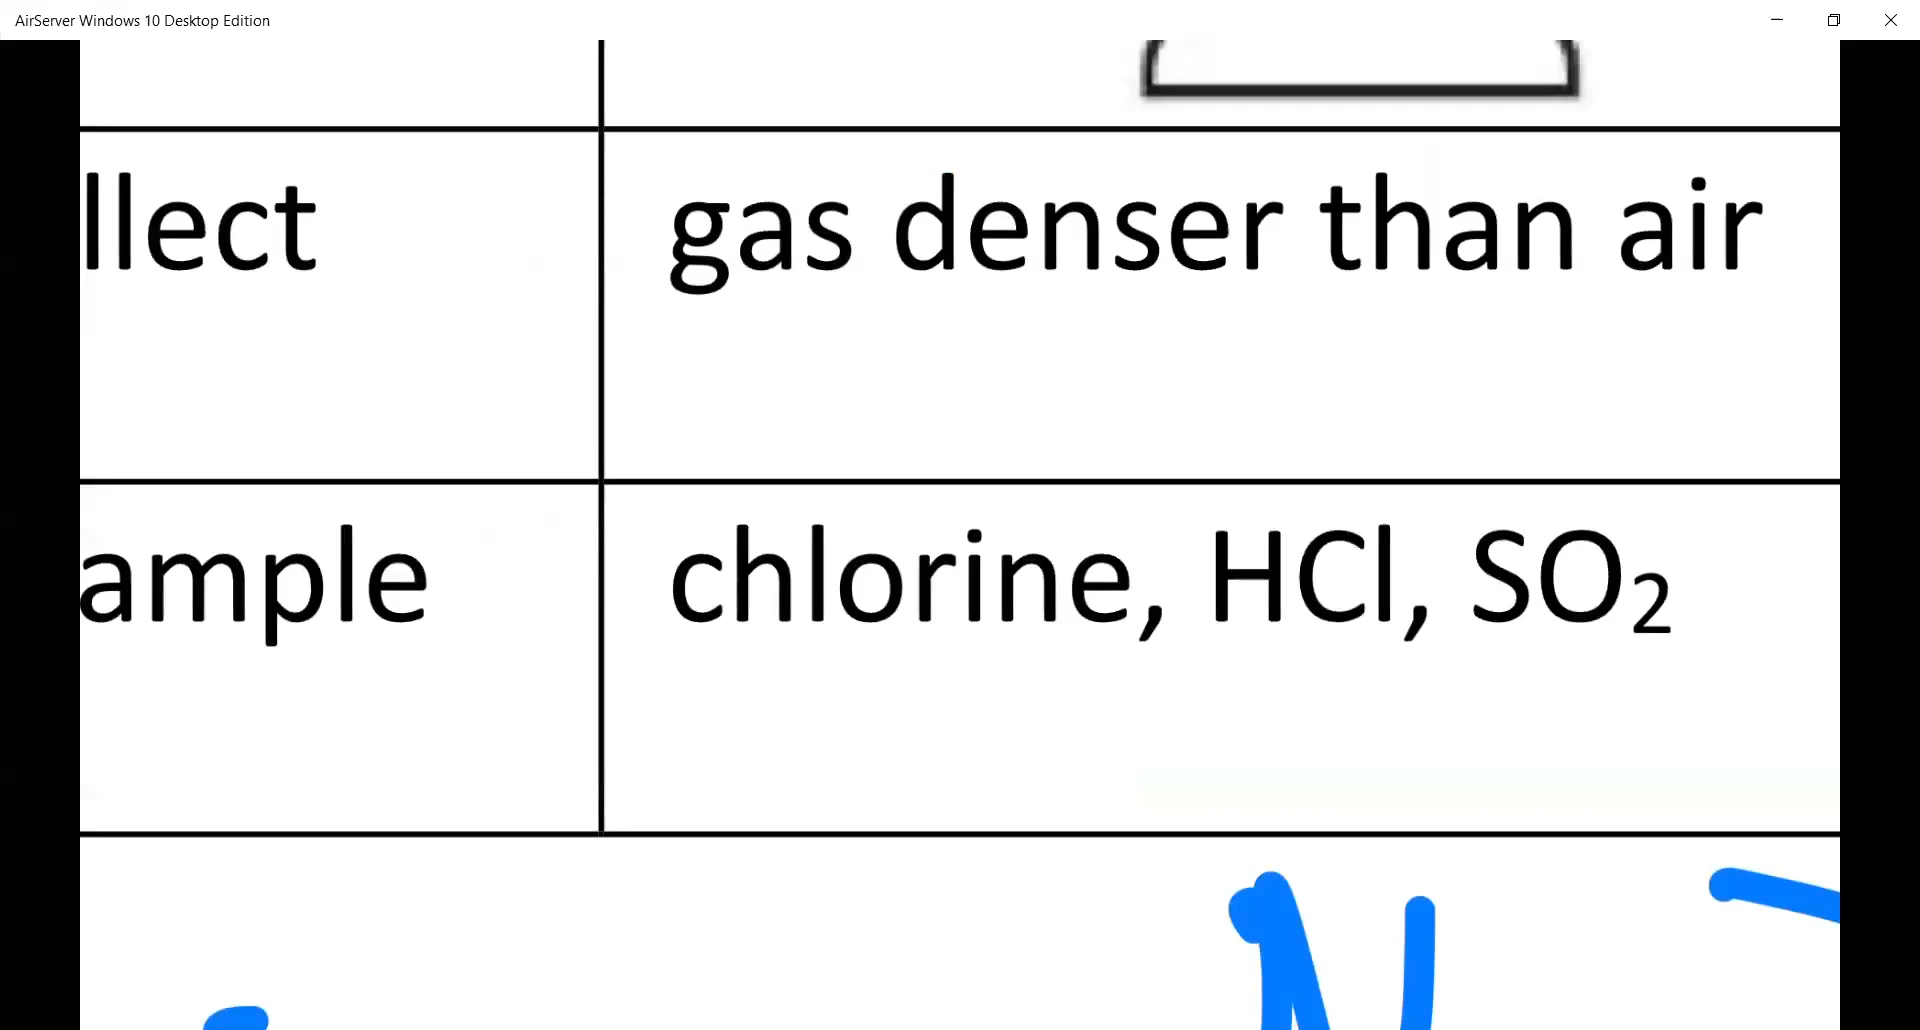 AirServer Windows 10 Desktop Edition
llect
gas denser than air
ample
chlorine, HCl, SO₂
N